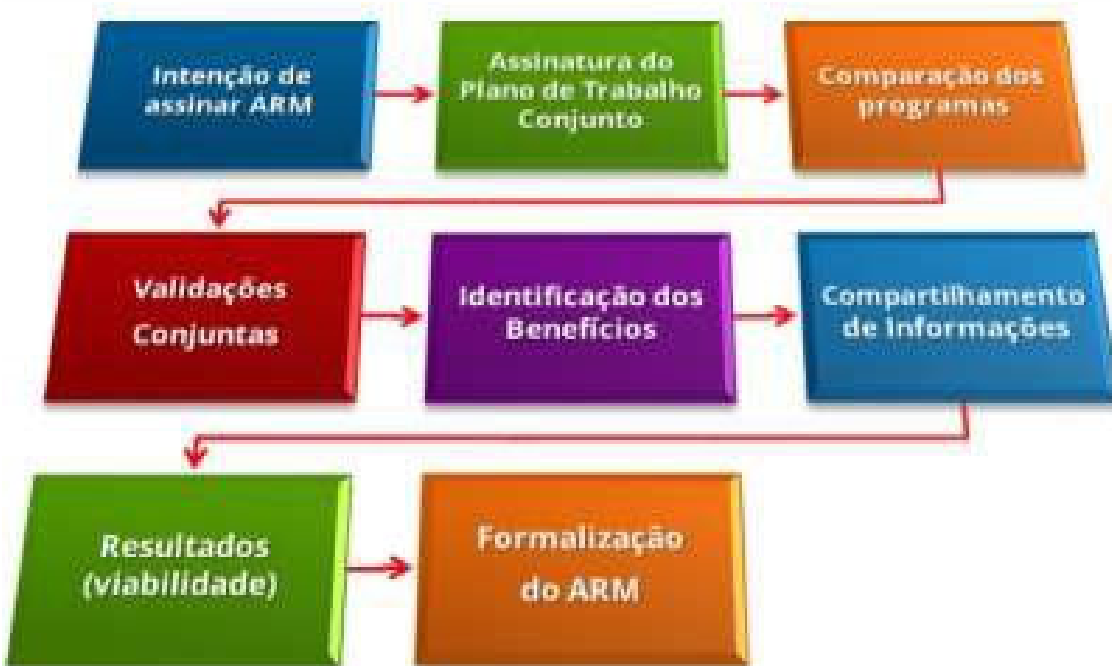 Intenção de
assinar ARM
Assinatura do
Plano de Trabalho
Conjunto
Comparação dos
programas
Validações
Conjuntas
Identificação dos
Benefícios
Compartilhamento
de Informações
Resultados
(viabilidade)
Formalização
do ARM